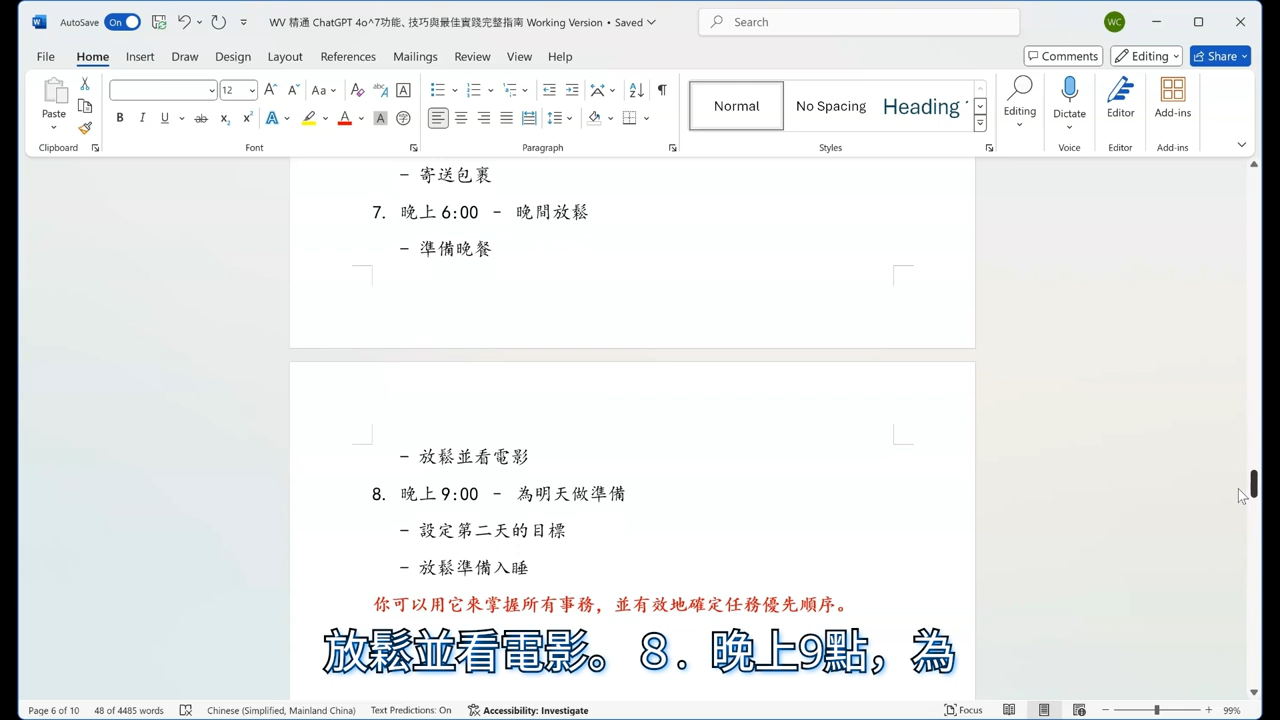 AutoSave On WV 精通 ChatGPT 4o^7功能、技巧與最佳實踐完整指南 Working Version • Saved Search WC
File Home Insert Draw Design Layout References Mailings Review View Help Comments Editing Share
12 Aa A Normal No Spacing Heading
Paste B I U ab x₂ x² A A A Editing Dictate Editor Add-ins
Clipboard Font Paragraph Styles Voice Editor Add-ins
- 寄送包裹
7. 晚上 6:00 - 晚間放鬆
- 準備晚餐
- 放鬆並看電影
8. 晚上 9:00 - 為明天做準備
- 設定第二天的目標
- 放鬆準備入睡
你可以用它來掌握所有事務，並有效地確定任務優先順序。
放鬆並看電影。８．晚上9點，為
Page 6 of 10 48 of 4485 words Chinese (Simplified, Mainland China) Text Predictions: On Accessibility: Investigate Focus 99%